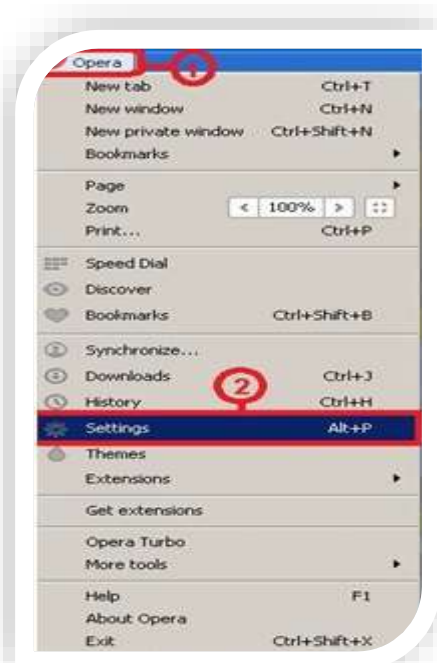 Opera 1
New tab Ctrl+T
New window Ctrl+N
New private window Ctrl+Shift+N
Bookmarks
Page
Zoom < 100% >
Print... Ctrl+P
Speed Dial
Discover
Bookmarks Ctrl+Shift+B
Synchronize...
Downloads Ctrl+J
2
History Ctrl+H
Settings Alt+P
Themes
Extensions
Get extensions
Opera Turbo
More tools
Help F1
About Opera
Exit Ctrl+Shift+X